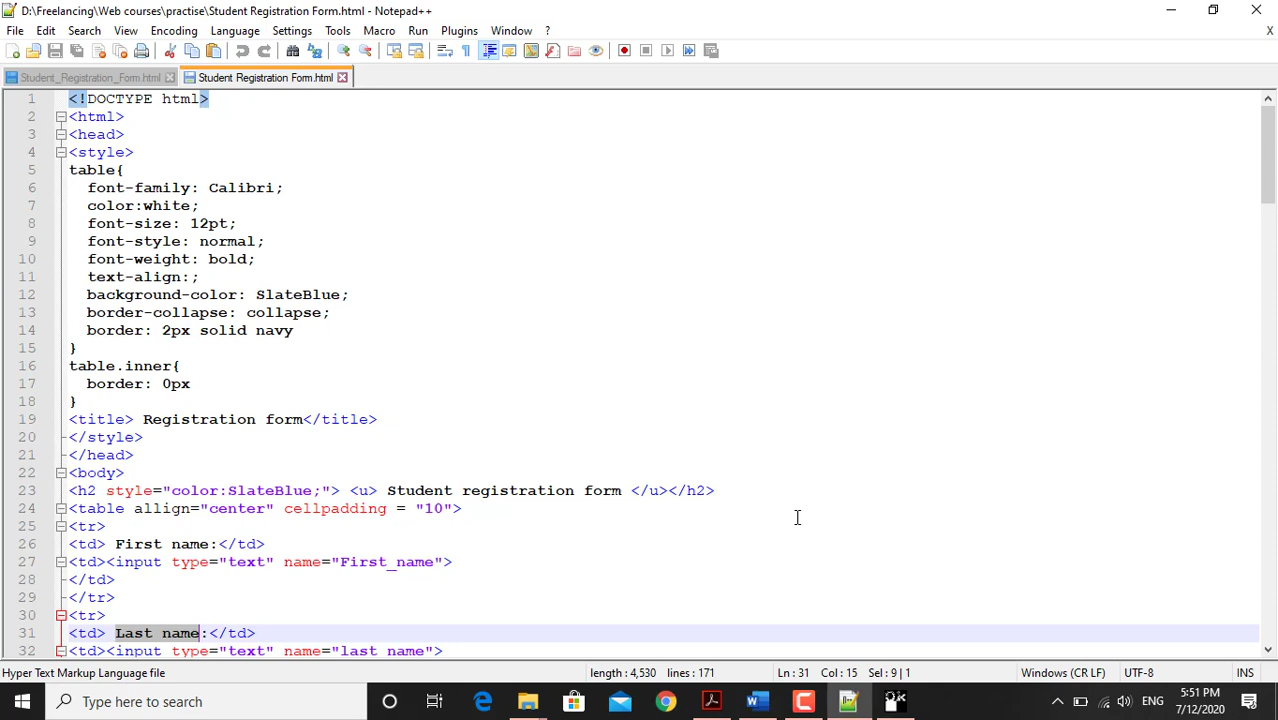 D:\Freelancing\Web courses\practise\Student Registration Form.html - Notepad++
File Edit Search View Encoding Language Settings Tools Macro Run Plugins Window ? X
Student_Registration_Form.html Student Registration Form.html
1 <!DOCTYPE html>
2 <html>
3 <head>
4 <style>
5 table{
6 font-family: Calibri;
7 color:white;
8 font-size: 12pt;
9 font-style: normal;
10 font-weight: bold;
11 text-align:;
12 background-color: SlateBlue;
13 border-collapse: collapse;
14 border: 2px solid navy
15 }
16 table.inner{
17 border: 0px
18 }
19 <title> Registration form</title>
20 </style>
21 </head>
22 <body>
23 <h2 style="color:SlateBlue;"> <u> Student registration form </u></h2>
24 <table allign="center" cellpadding = "10">
25 <tr>
26 <td> First name:</td>
27 <td><input type="text" name="First_name">
28 </td>
29 </tr>
30 <tr>
31 <td> Last name:</td>
32 <td><input type="text" name="last name">
Hyper Text Markup Language file length : 4,530 lines : 171 Ln : 31 Col : 15 Sel : 9 | 1 Windows (CR LF) UTF-8 INS
Type here to search ENG 5:51 PM
7/12/2020